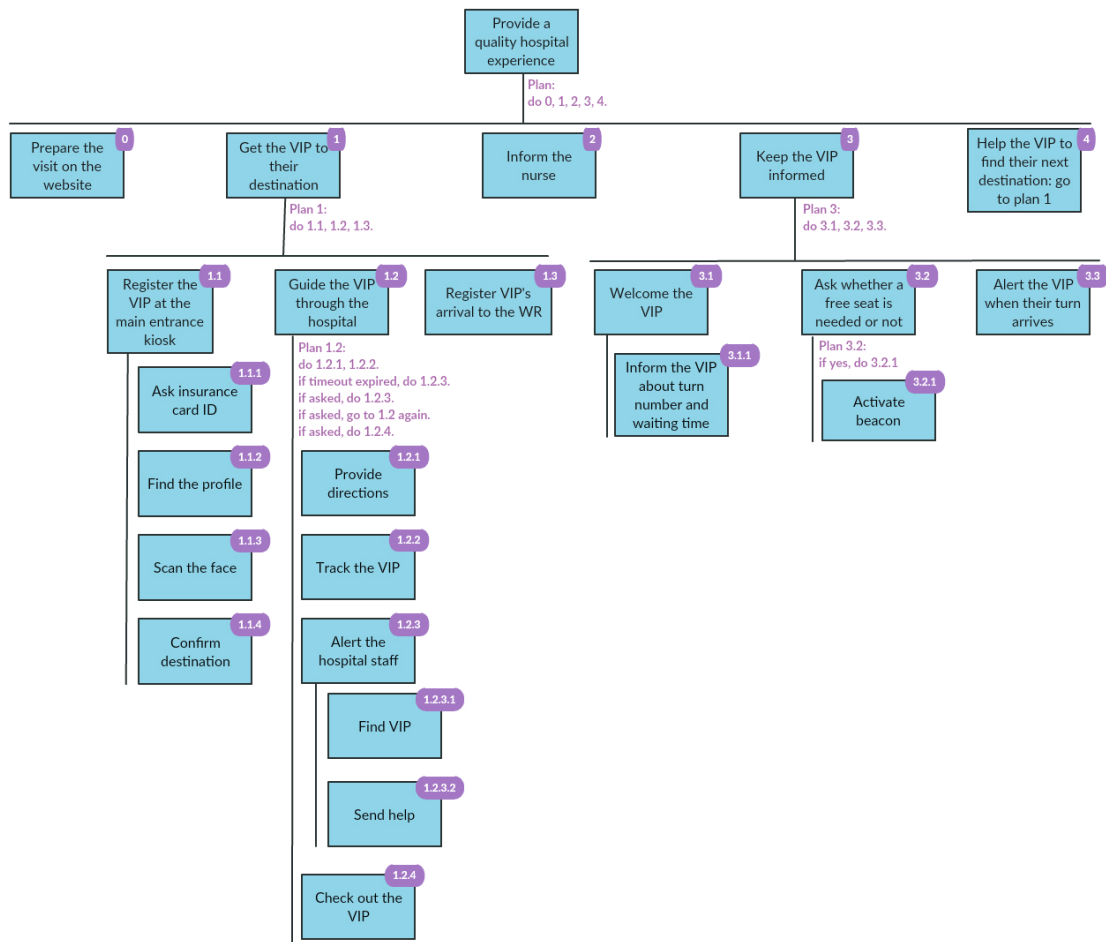 Provide a
quality hospital
experience
Plan:
do 0, 1, 2, 3, 4.
0
Prepare the
visit on the
website
1
Get the VIP to
their
destination
2
Inform the
nurse
3
Keep the VIP
informed
4
Help the VIP to
find their next
destination: go
to plan 1
Plan 1:
do 1.1, 1.2, 1.3.
Plan 3:
do 3.1, 3.2, 3.3.
1.1
Register the
VIP at the
main entrance
kiosk
1.2
Guide the VIP
through the
hospital
1.3
Register VIP's
arrival to the WR
3.1
Welcome the
VIP
3.2
Ask whether a
free seat is
needed or not
3.3
Alert the VIP
when their turn
arrives
1.1.1
Ask insurance
card ID
1.1.2
Find the profile
1.1.3
Scan the face
1.1.4
Confirm
destination
Plan 1.2:
do 1.2.1, 1.2.2.
if timeout expired, do 1.2.3.
if asked, do 1.2.3.
if asked, go to 1.2 again.
if asked, do 1.2.4.
1.2.1
Provide
directions
1.2.2
Track the VIP
1.2.3
Alert the
hospital staff
1.2.3.1
Find VIP
1.2.3.2
Send help
1.2.4
Check out the
VIP
3.1.1
Inform the VIP
about turn
number and
waiting time
Plan 3.2:
if yes, do 3.2.1
3.2.1
Activate
beacon